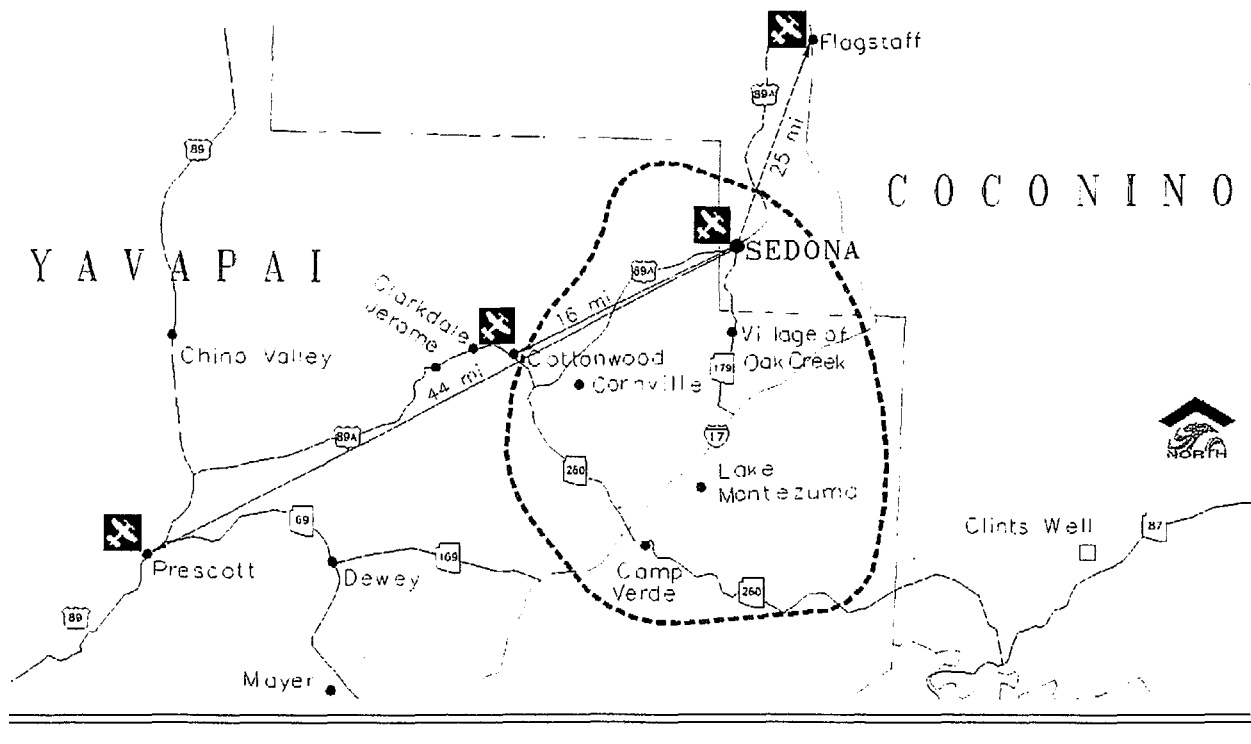 Flagstaff
89A
25 mi
89
COCONINO
YAVAPAI
SEDONA
89A
16 mi
Clarkdale
Jerome
Chino Valley
Cottonwood
Village of
Oak Creek
179
Cornville
44 mi
89A
17
NORTH
260
Lake
Montezuma
69
Clints Well
87
Prescott
Dewey
169
Camp
Verde
260
89
Mayer